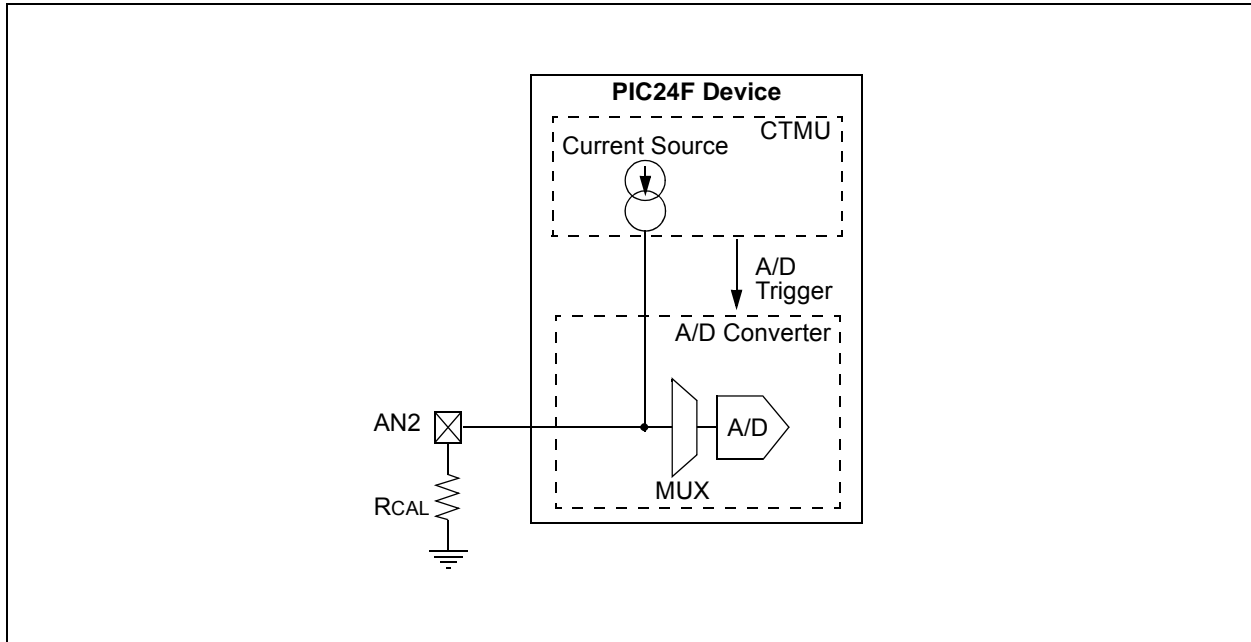 PIC24F Device
CTMU
Current Source
A/D
Trigger
A/D Converter
AN2
A/D
MUX
RCAL